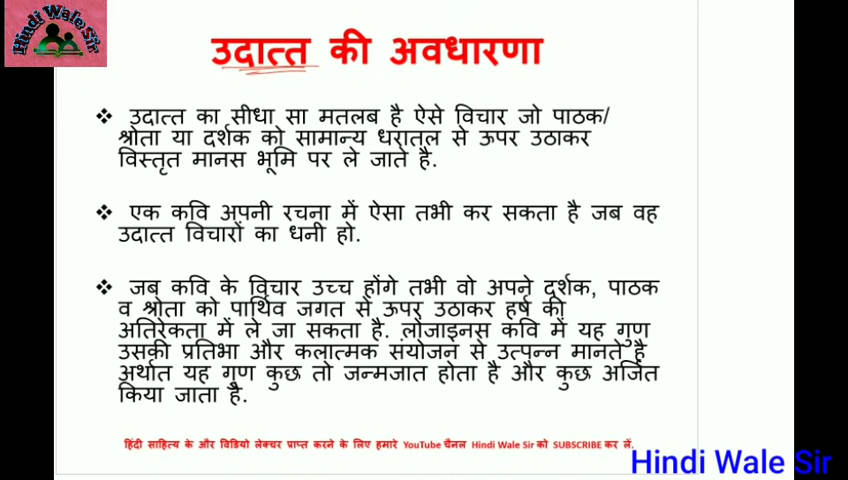 Hindi Wale Sir
उदात्त की अवधारणा
❖ उदात्त का सीधा सा मतलब है ऐसे विचार जो पाठक/
श्रोता या दर्शक को सामान्य धरातल से ऊपर उठाकर
विस्तृत मानस भूमि पर ले जाते है.
❖ एक कवि अपनी रचना में ऐसा तभी कर सकता है जब वह
उदात्त विचारों का धनी हो.
❖ जब कवि के विचार उच्च होंगे तभी वो अपने दर्शक, पाठक
व श्रोता को पार्थिव जगत से ऊपर उठाकर हर्ष की
अतिरेकता में ले जा सकता है. लोंजाइनस कवि में यह गुण
उसकी प्रतिभा और कलात्मक संयोजन से उत्पन्न मानते है
अर्थात यह गुण कुछ तो जन्मजात होता है और कुछ अर्जित
किया जाता है.
हिंदी साहित्य के और विडियो लेक्चर प्राप्त करने के लिए हमारे YouTube चैनल Hindi Wale Sir को SUBSCRIBE कर लें.
Hindi Wale Sir